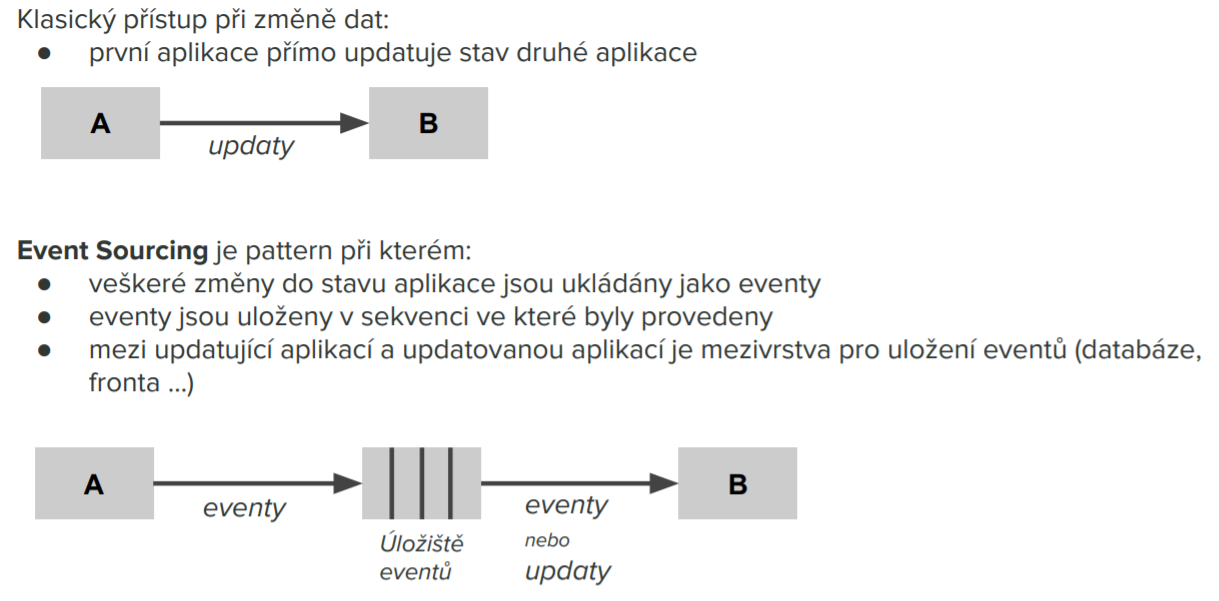 Klasický přístup při změně dat:
● první aplikace přímo updatuje stav druhé aplikace
A
B
updaty
Event Sourcing je pattern při kterém:
● veškeré změny do stavu aplikace jsou ukládány jako eventy
● eventy jsou uloženy v sekvenci ve které byly provedeny
● mezi updatující aplikací a updatovanou aplikací je mezivrstva pro uložení eventů (databáze,
fronta ...)
A
B
eventy
eventy
Úložiště
eventů
nebo
updaty